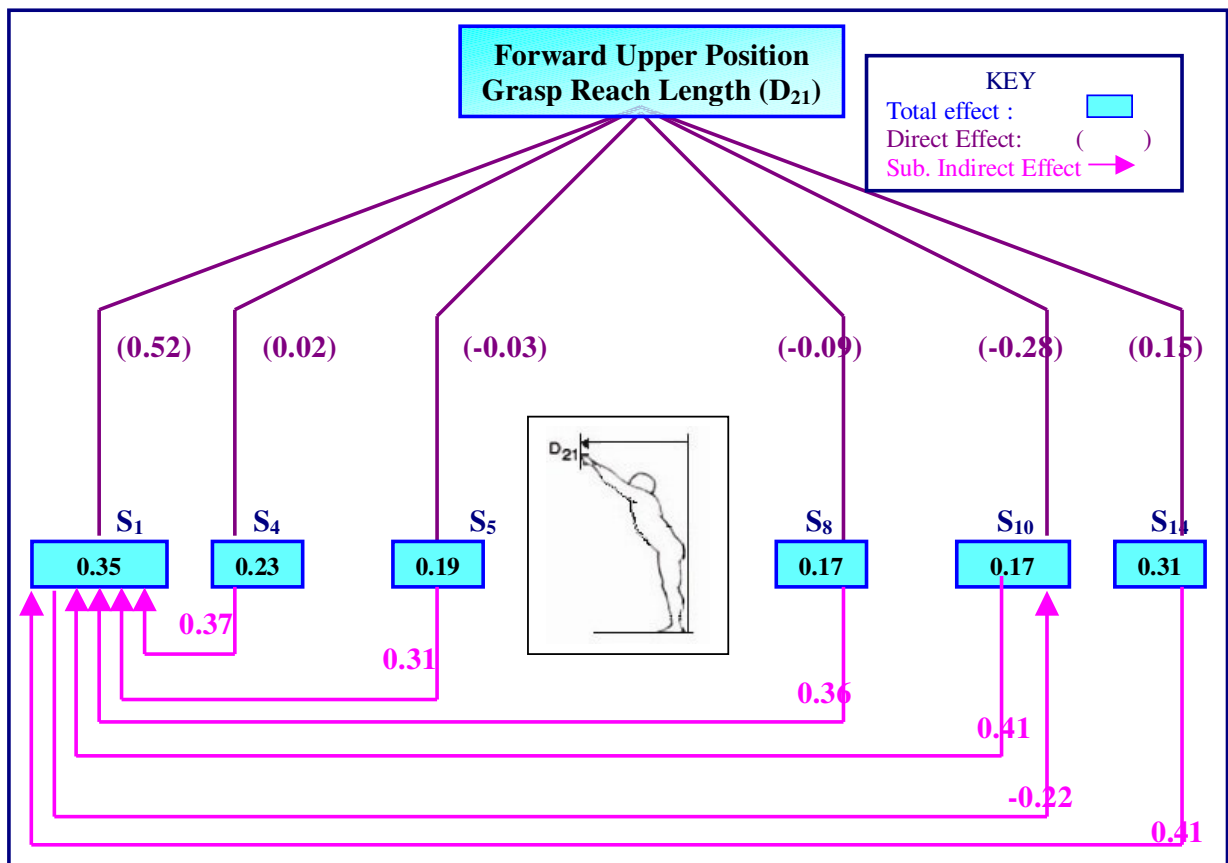 Forward Upper Position
Grasp Reach Length (D₂₁)
KEY
Total effect :
Direct Effect: ( )
Sub. Indirect Effect
(0.52) (0.02) (-0.03) (-0.09) (-0.28) (0.15)
D₂₁
S₁ S₄ S₅ S₈ S₁₀ S₁₄
0.35 0.23 0.19 0.17 0.17 0.31
0.37
0.31
0.36
0.41
-0.22
0.41